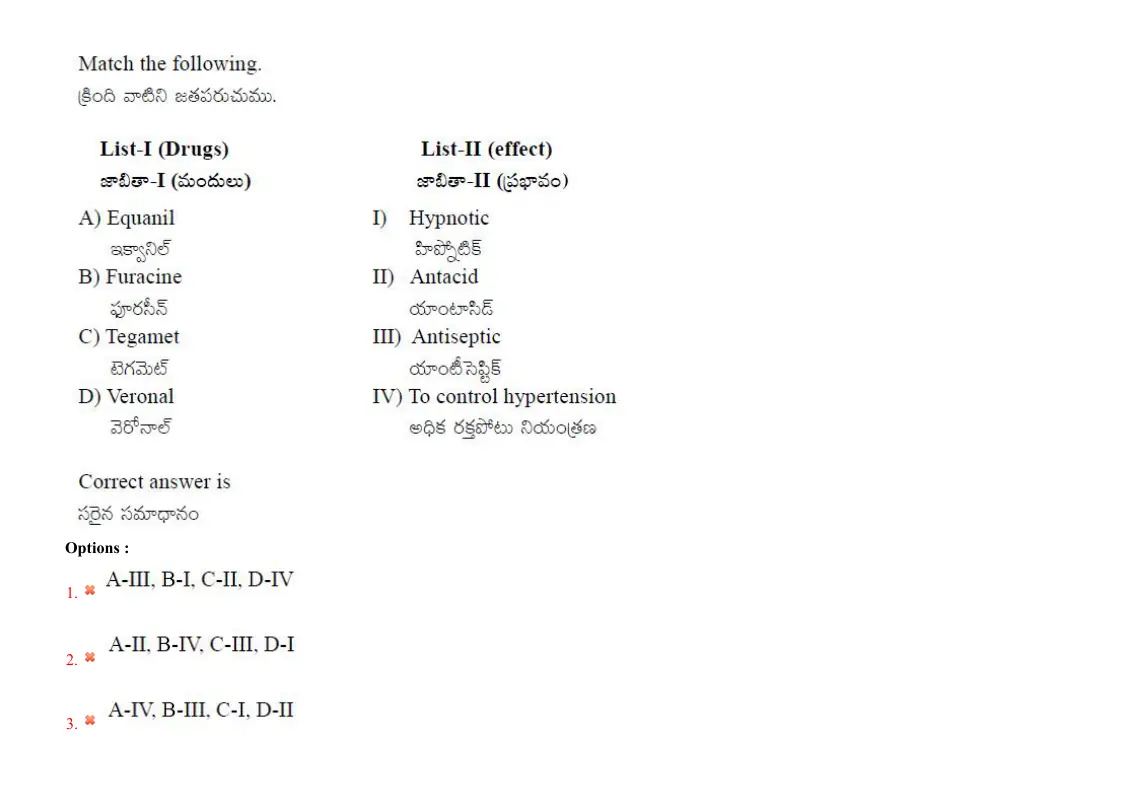 Match the following.
క్రింది వాటిని జతపరుచుము.
List-I (Drugs) List-II (effect)
జాబితా-I (మందులు) జాబితా-II (ప్రభావం)
A) Equanil I) Hypnotic
ఇక్వానిల్ హిప్నోటిక్
B) Furacine II) Antacid
ఫూరసీన్ యాంటాసిడ్
C) Tegamet III) Antiseptic
టెగమెట్ యాంటీసెప్టిక్
D) Veronal IV) To control hypertension
వెరోనాల్ అధిక రక్తపోటు నియంత్రణ
Correct answer is
సరైన సమాధానం
Options :
1. A-III, B-I, C-II, D-IV
2. A-II, B-IV, C-III, D-I
3. A-IV, B-III, C-I, D-II